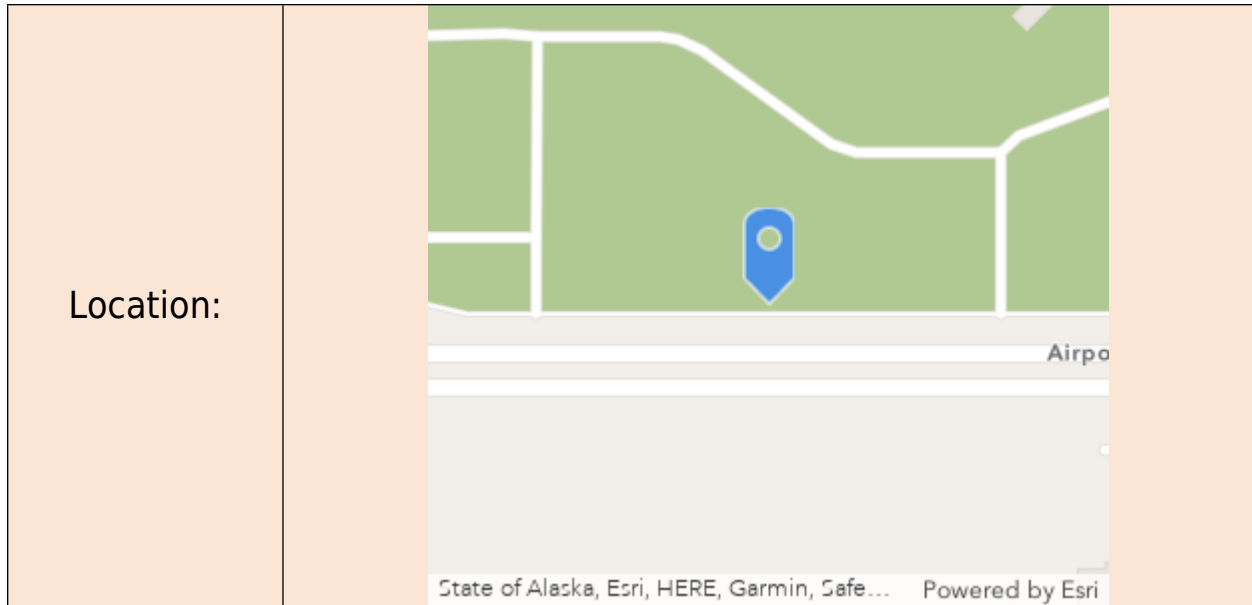 Location:
Airpo
State of Alaska, Esri, HERE, Garmin, Safe...
Powered by Esri